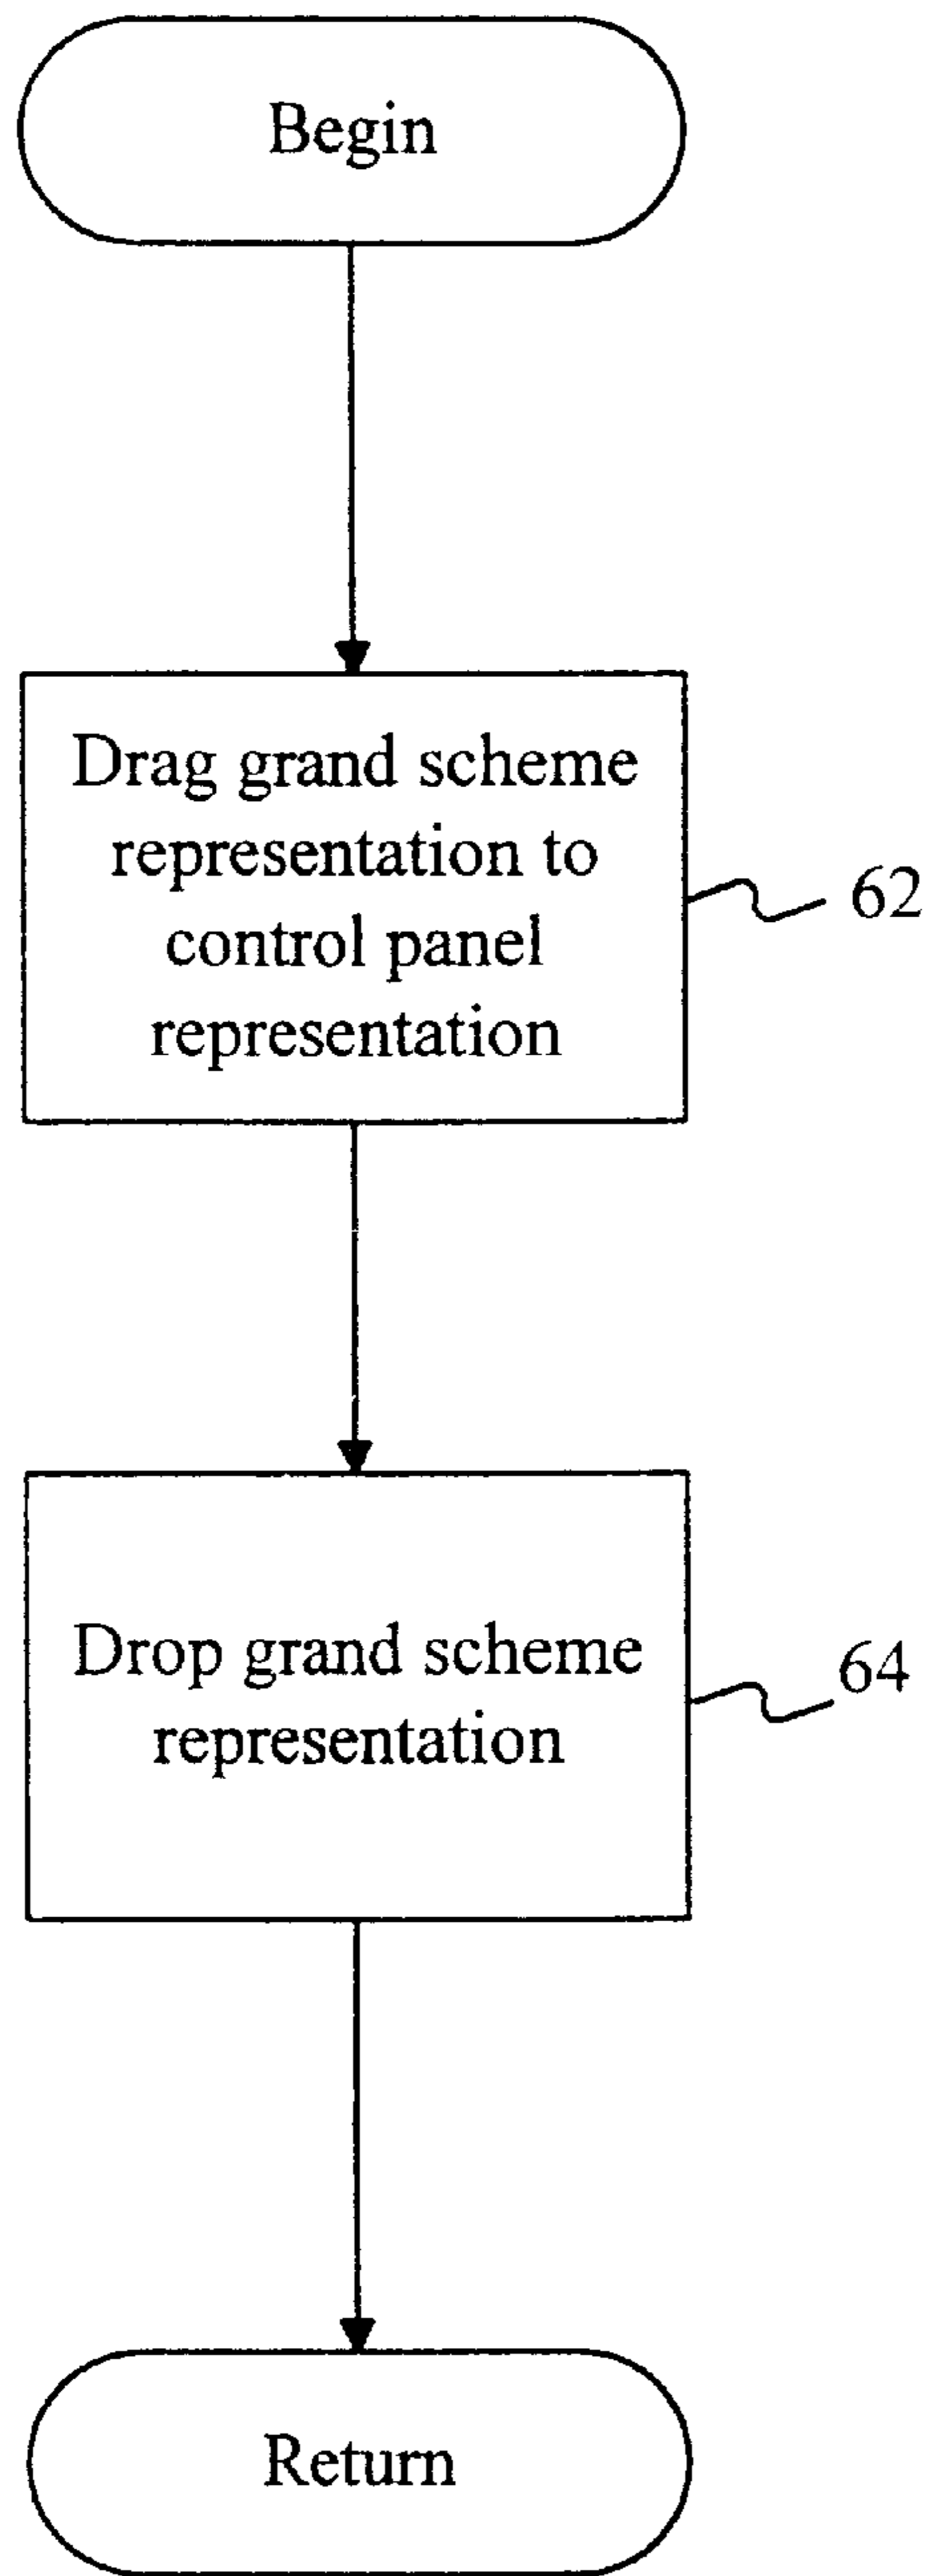 Begin
Drag grand scheme
representation to
control panel
representation
62
Drop grand scheme
representation
64
Return